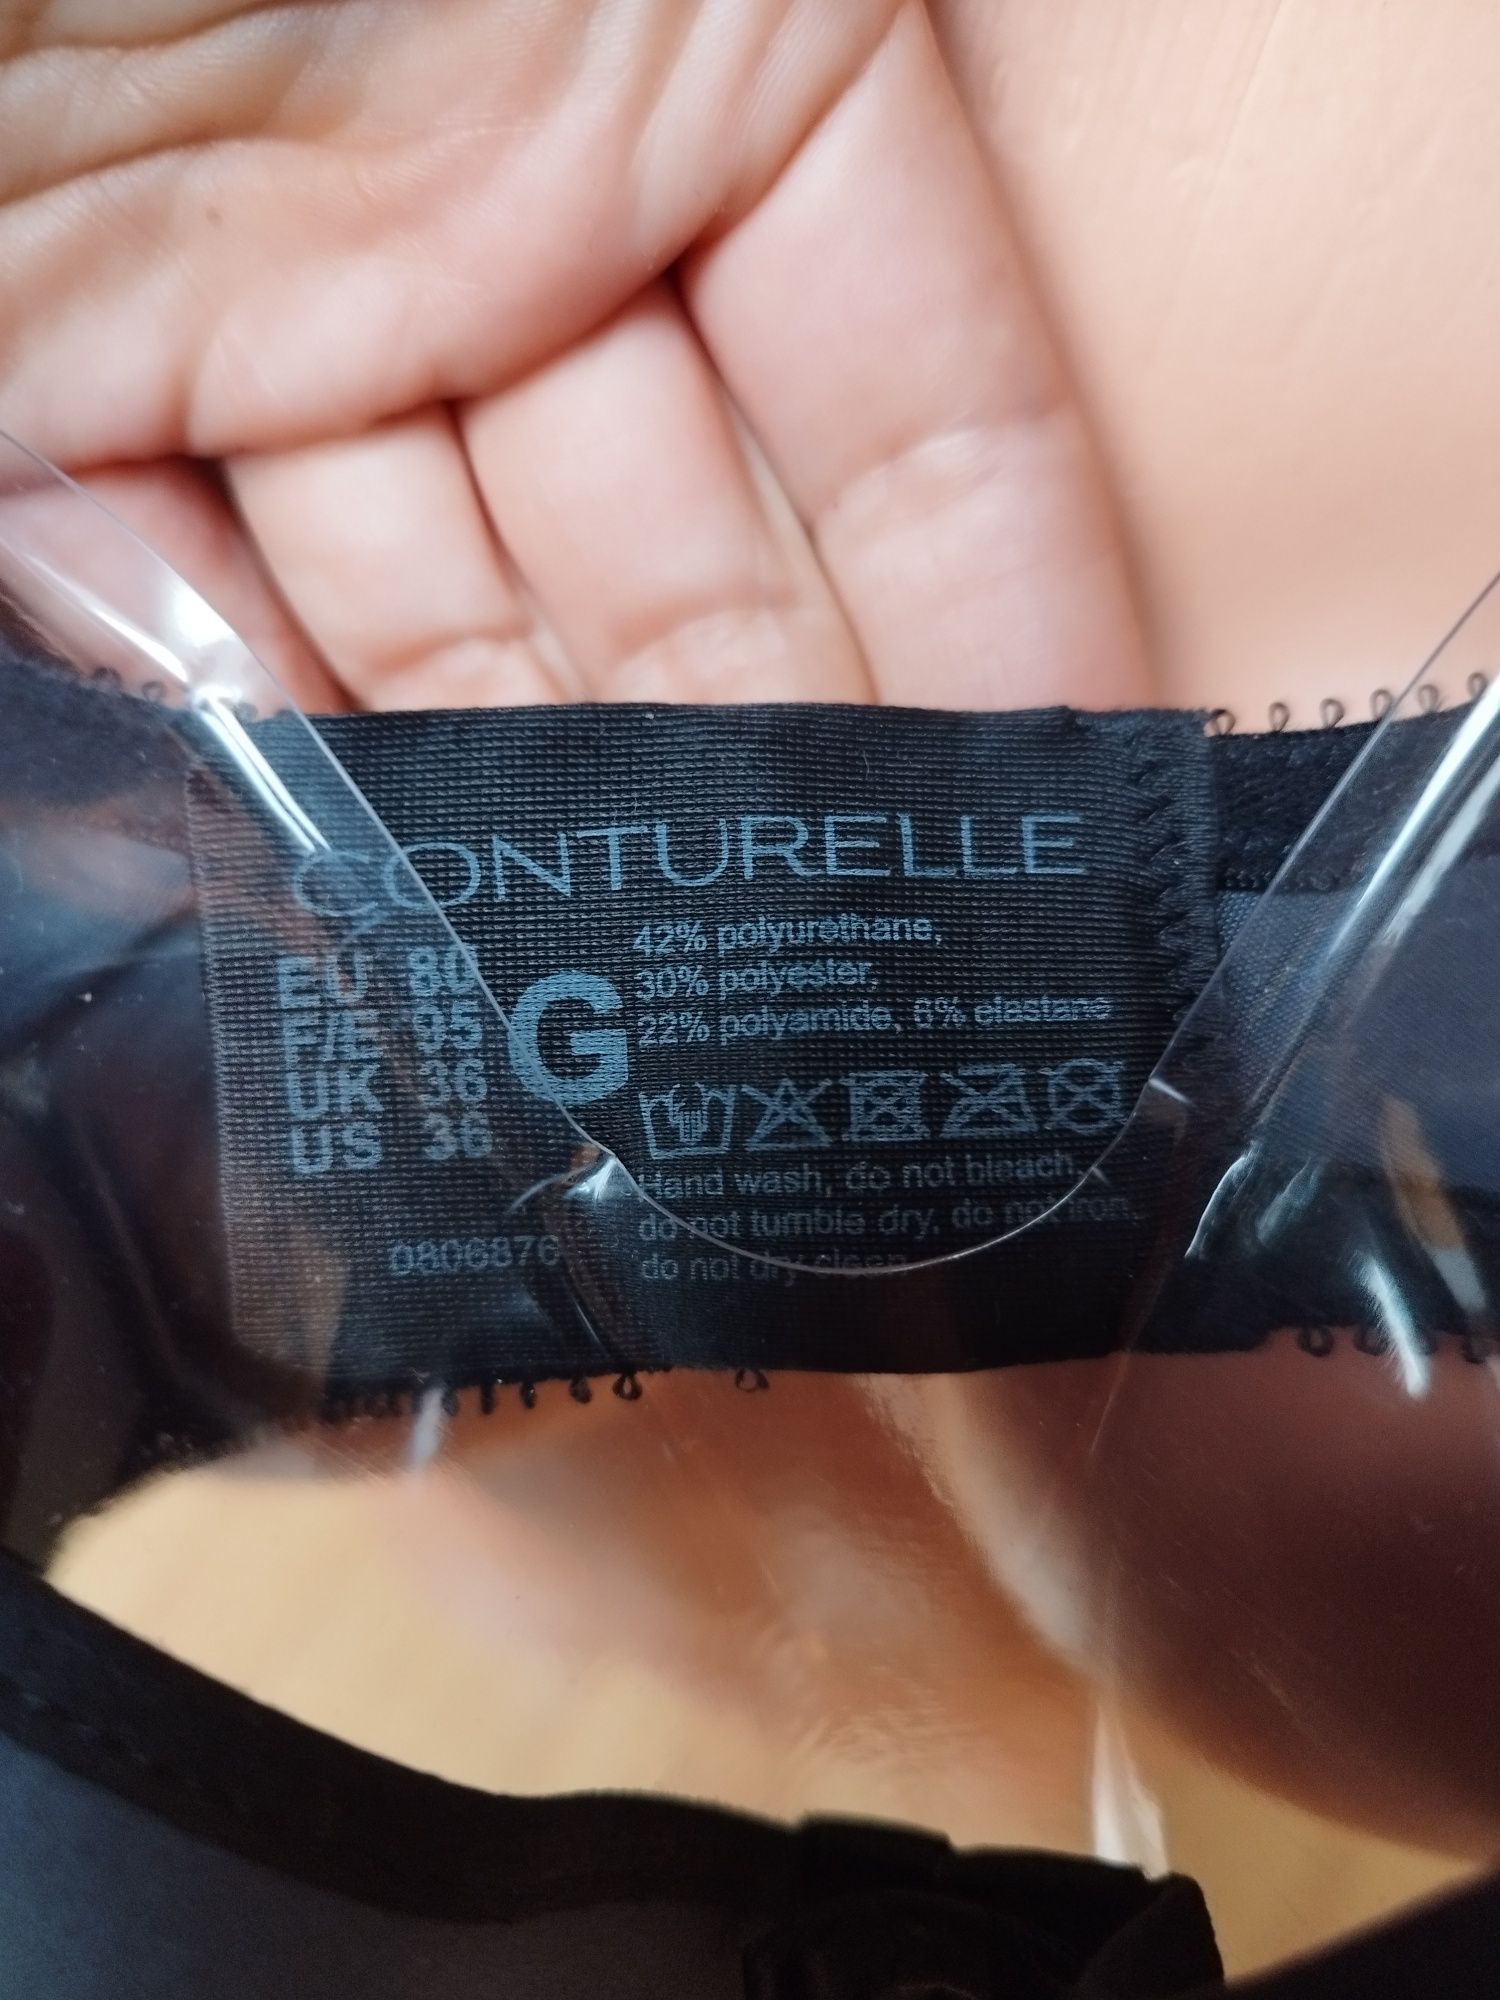 CONTURELLE
EU 80
F/E 95
UK 36
US 36
G
42% polyurethane,
30% polyester,
22% polyamide, 6% elastane
Hand wash, do not bleach,
do not tumble dry, do not iron,
do not dry clean
0806876